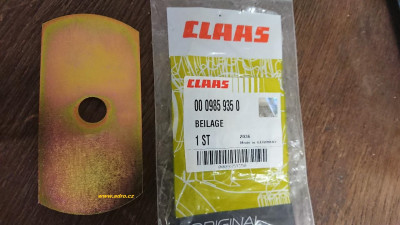 CLAAS
CLAAS
00 0985 935 0
BEILAGE
1 ST
ORIGINAL
www.adro.cz